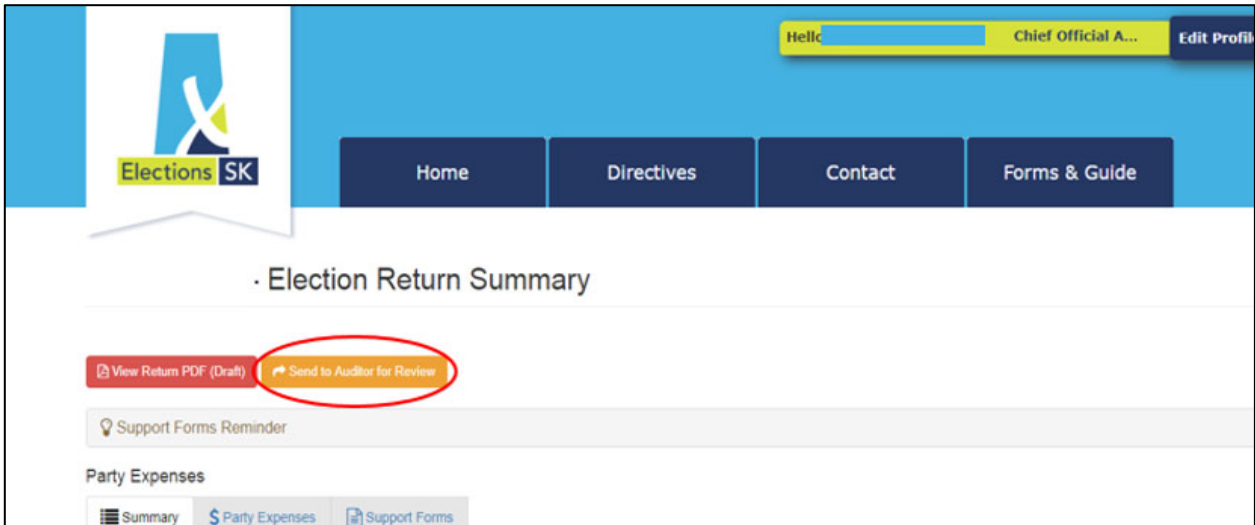 Hello
Chief Official A...
Edit Profil
Elections SK
Home
Directives
Contact
Forms & Guide
· Election Return Summary
View Return PDF (Draft)
Send to Auditor for Review
Support Forms Reminder
Party Expenses
Summary
Party Expenses
Support Forms